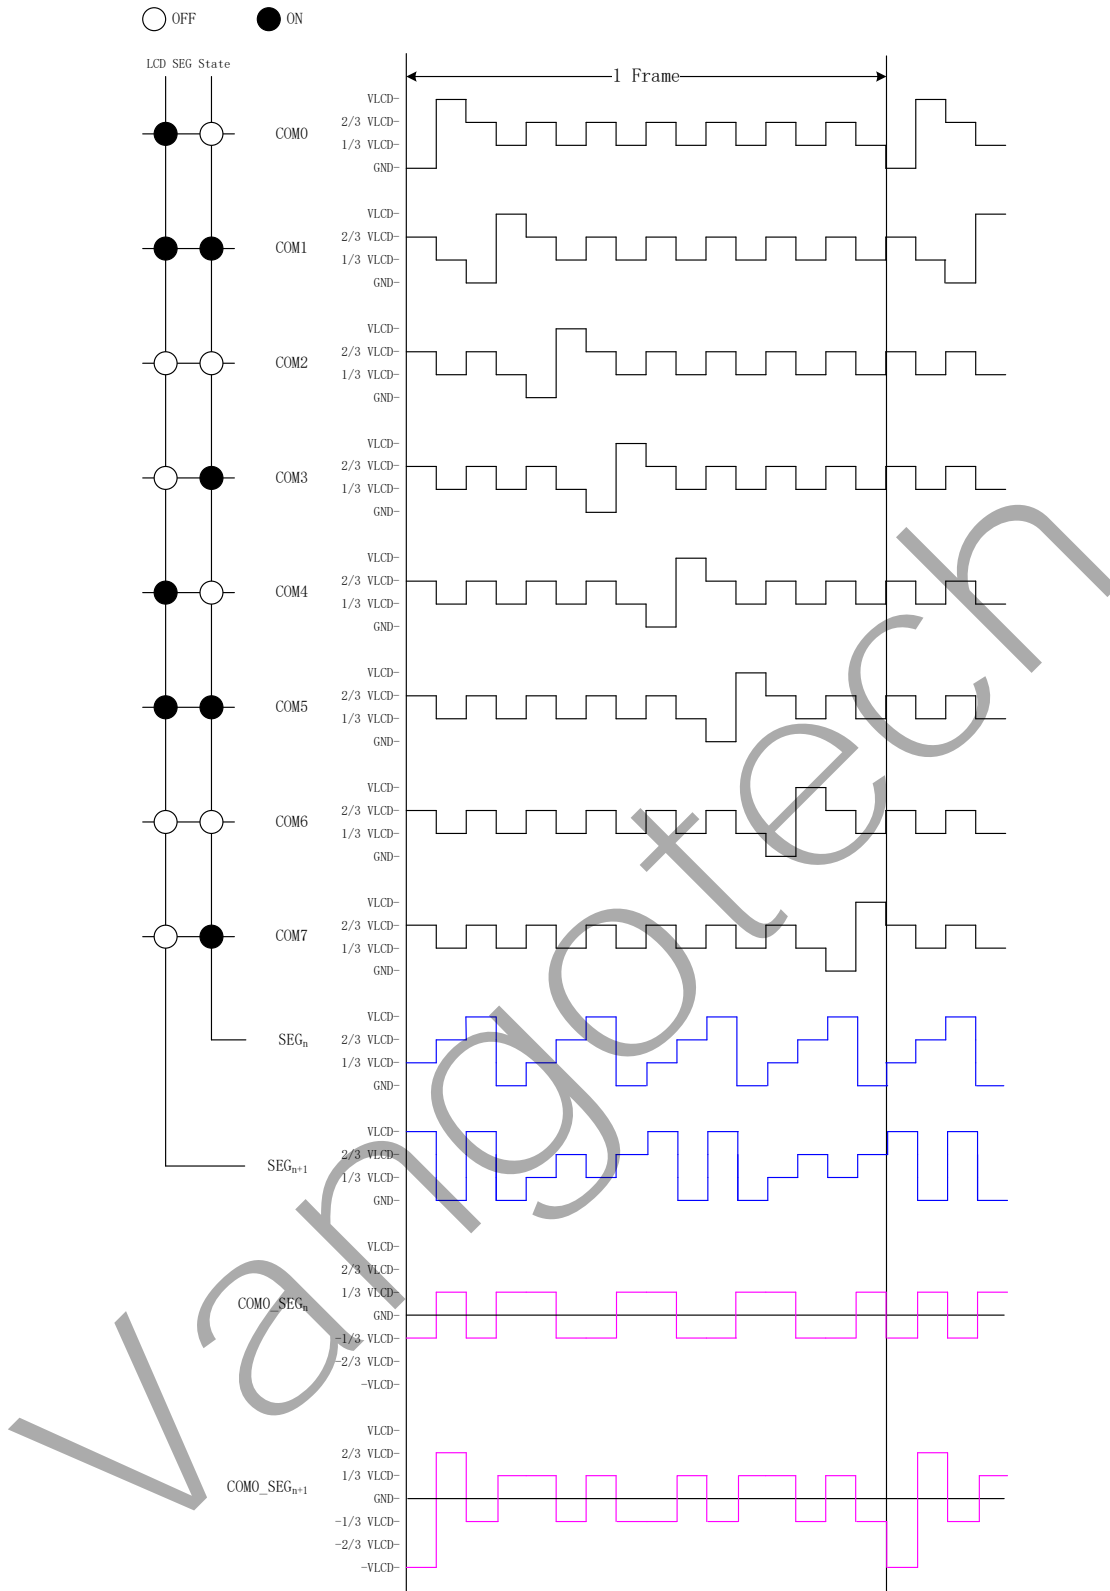 OFF ON
LCD SEG State
1 Frame
VLCD
2/3 VLCD
COM0
1/3 VLCD
GND
VLCD
2/3 VLCD
COM1
1/3 VLCD
GND
VLCD
2/3 VLCD
COM2
1/3 VLCD
GND
VLCD
2/3 VLCD
COM3
1/3 VLCD
GND
VLCD
2/3 VLCD
COM4
1/3 VLCD
GND
VLCD
2/3 VLCD
COM5
1/3 VLCD
GND
VLCD
2/3 VLCD
COM6
1/3 VLCD
GND
VLCD
2/3 VLCD
COM7
1/3 VLCD
GND
VLCD
2/3 VLCD
SEGn
1/3 VLCD
GND
VLCD
2/3 VLCD
SEGn+1
1/3 VLCD
GND
VLCD
2/3 VLCD
1/3 VLCD
COM0_SEGn
GND
-1/3 VLCD
-2/3 VLCD
-VLCD
VLCD
2/3 VLCD
1/3 VLCD
COM0_SEGn+1
GND
-1/3 VLCD
-2/3 VLCD
-VLCD
Vangotech